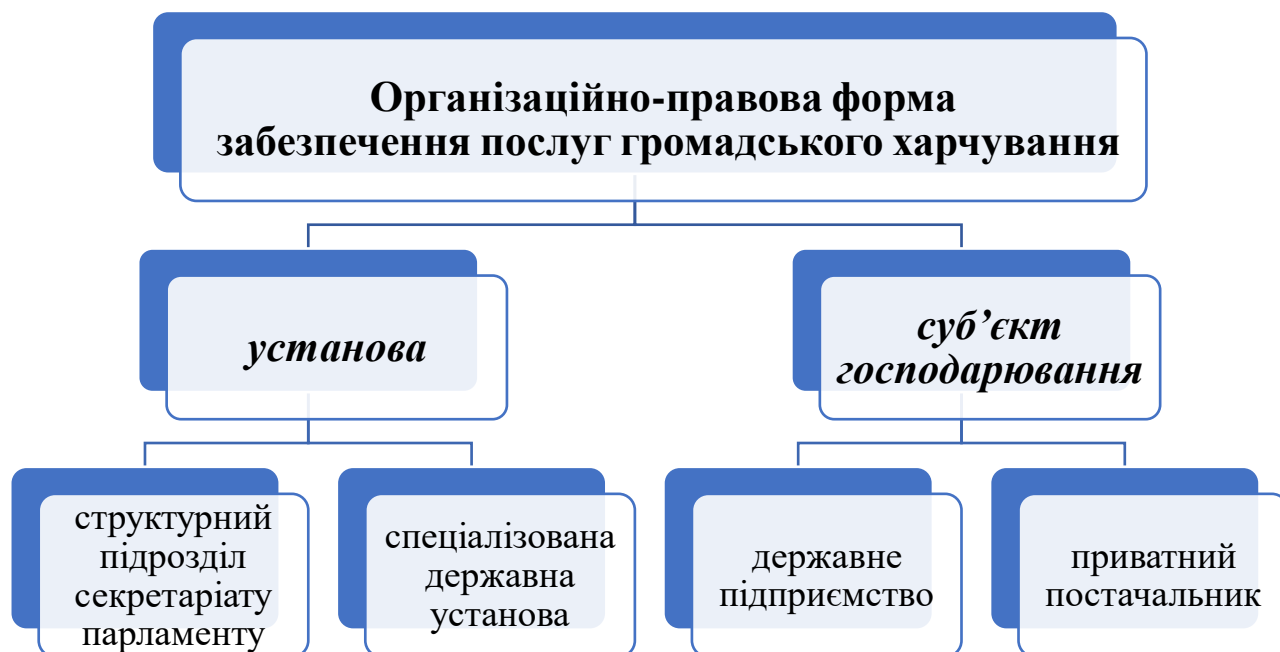 Організаційно-правова форма
забезпечення послуг громадського харчування
установа
суб’єкт
господарювання
структурний
підрозділ
секретаріату
парламенту
спеціалізована
державна
установа
державне
підприємство
приватний
постачальник